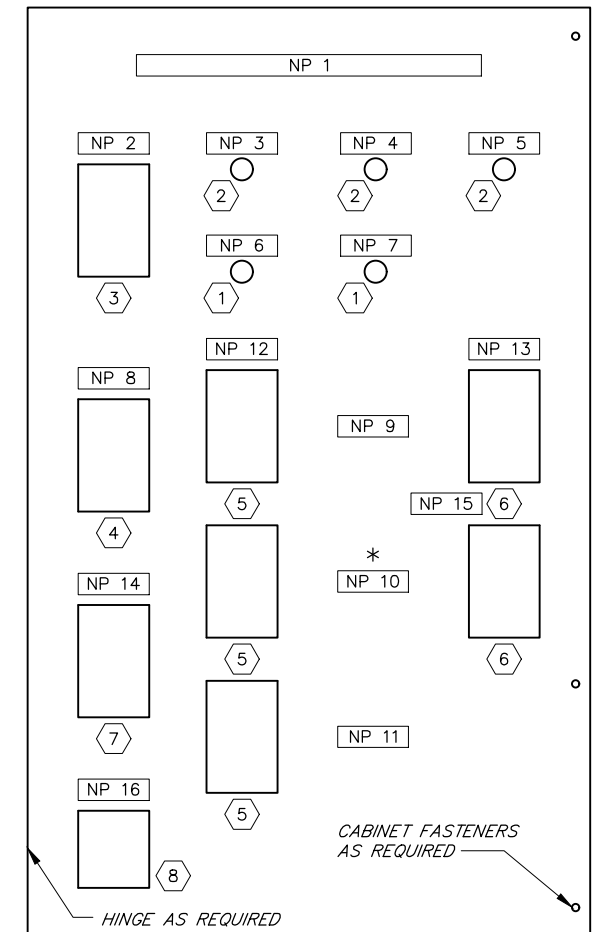 NP 1
NP 2
NP 3
NP 4
NP 5
2
2
2
NP 6
NP 7
3
1
1
NP 12
NP 13
NP 8
NP 9
5
NP 15
6
4
*
NP 14
NP 10
5
6
7
NP 11
NP 16
5
CABINET FASTENERS
AS REQUIRED
8
HINGE AS REQUIRED